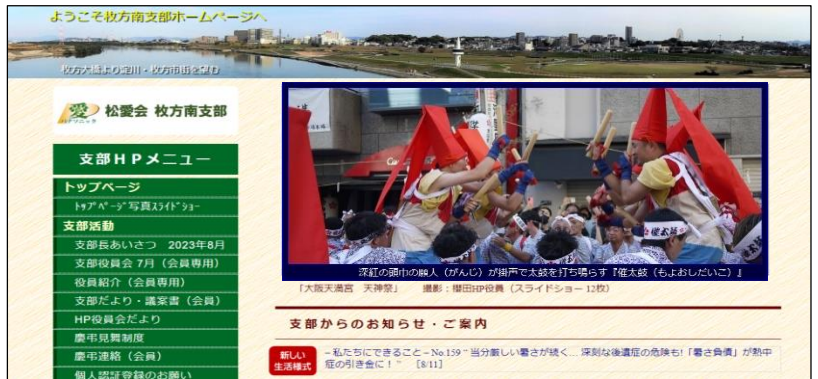 ようこそ枚方南支部ホームページへ
枚方大橋より淀川・枚方市街を望む
愛
パナソニック
松愛会 枚方南支部
支部HPメニュー
トップページ
トップページ写真スライドショー
支部活動
支部長あいさつ 2023年8月
支部役員会 7月（会員専用）
役員紹介（会員専用）
支部だより・議案書（会員）
HP役員会だより
慶弔見舞制度
慶弔連絡（会員）
個人認証登録のお願い
催太鼓
深紅の頭巾の願人（がんじ）が掛声で太鼓を打ち鳴らす『催太鼓（もよおしだいこ）』
「大阪天満宮 天神祭」 撮影：櫻田HP役員（スライドショー 12枚）
支部からのお知らせ・ご案内
新しい
生活様式
－私たちにできること－No.159 ~ 当分厳しい暑さが続く... 深刻な後遺症の危険も!「暑さ負債」が熱中
症の引き金に！~ [8/11]